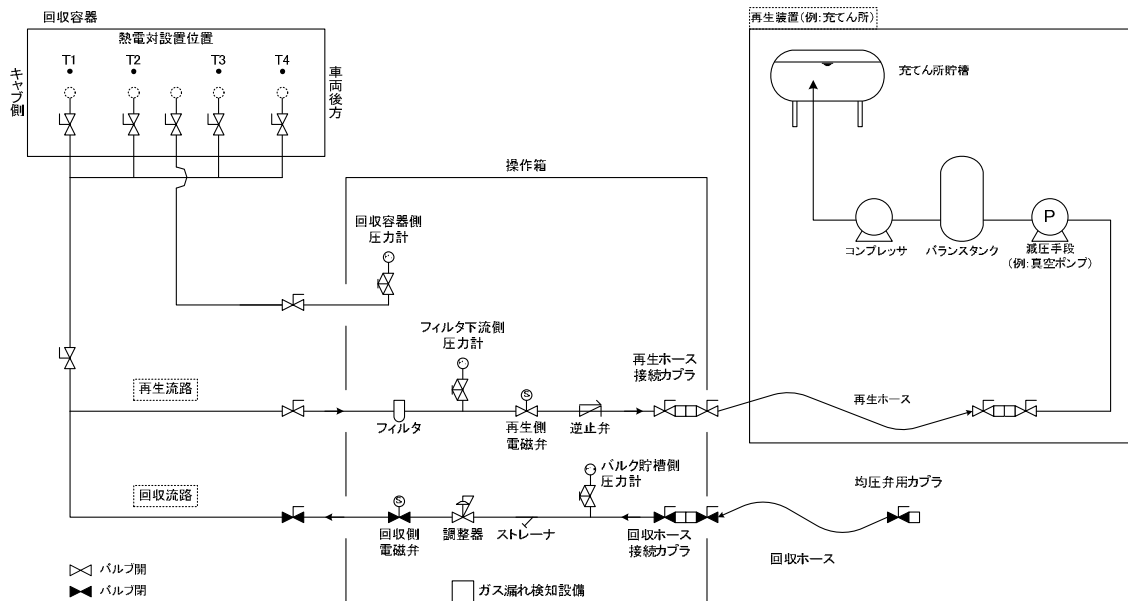 回収容器
熱電対設置位置
T1
T2
T3
T4
キャブ側
車両後方
再生装置(例:充てん所)
充てん所貯槽
コンプレッサ
バランスタンク
P
減圧手段
(例:真空ポンプ)
操作箱
回収容器側
圧力計
フィルタ下流側
圧力計
再生ホース
接続カプラ
再生流路
S
フィルタ
再生側
電磁弁
逆止弁
再生ホース
バルク貯槽側
圧力計
均圧弁用カプラ
回収流路
S
回収側
電磁弁
調整器
ストレーナ
回収ホース
接続カプラ
回収ホース
バルブ開
バルブ閉
ガス漏れ検知設備